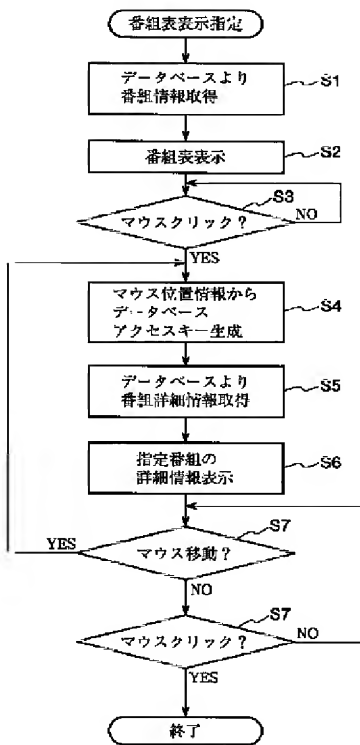 番組表表示指定
データベースより
番組情報取得
S1
番組表表示
S2
S3
マウスクリック?
NO
YES
マウス位置情報から
データベース
アクセスキー生成
S4
データベースより
番組詳細情報取得
S5
指定番組の
詳細情報表示
S6
S7
YES
マウス移動?
NO
S7
マウスクリック?
NO
YES
終了